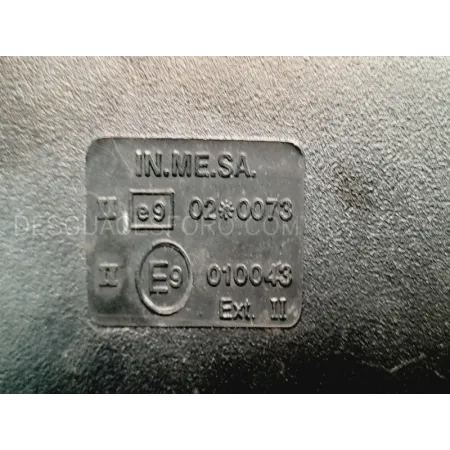 IN.ME.SA.
II e9 02*0073
II E9 010043
Ext. II